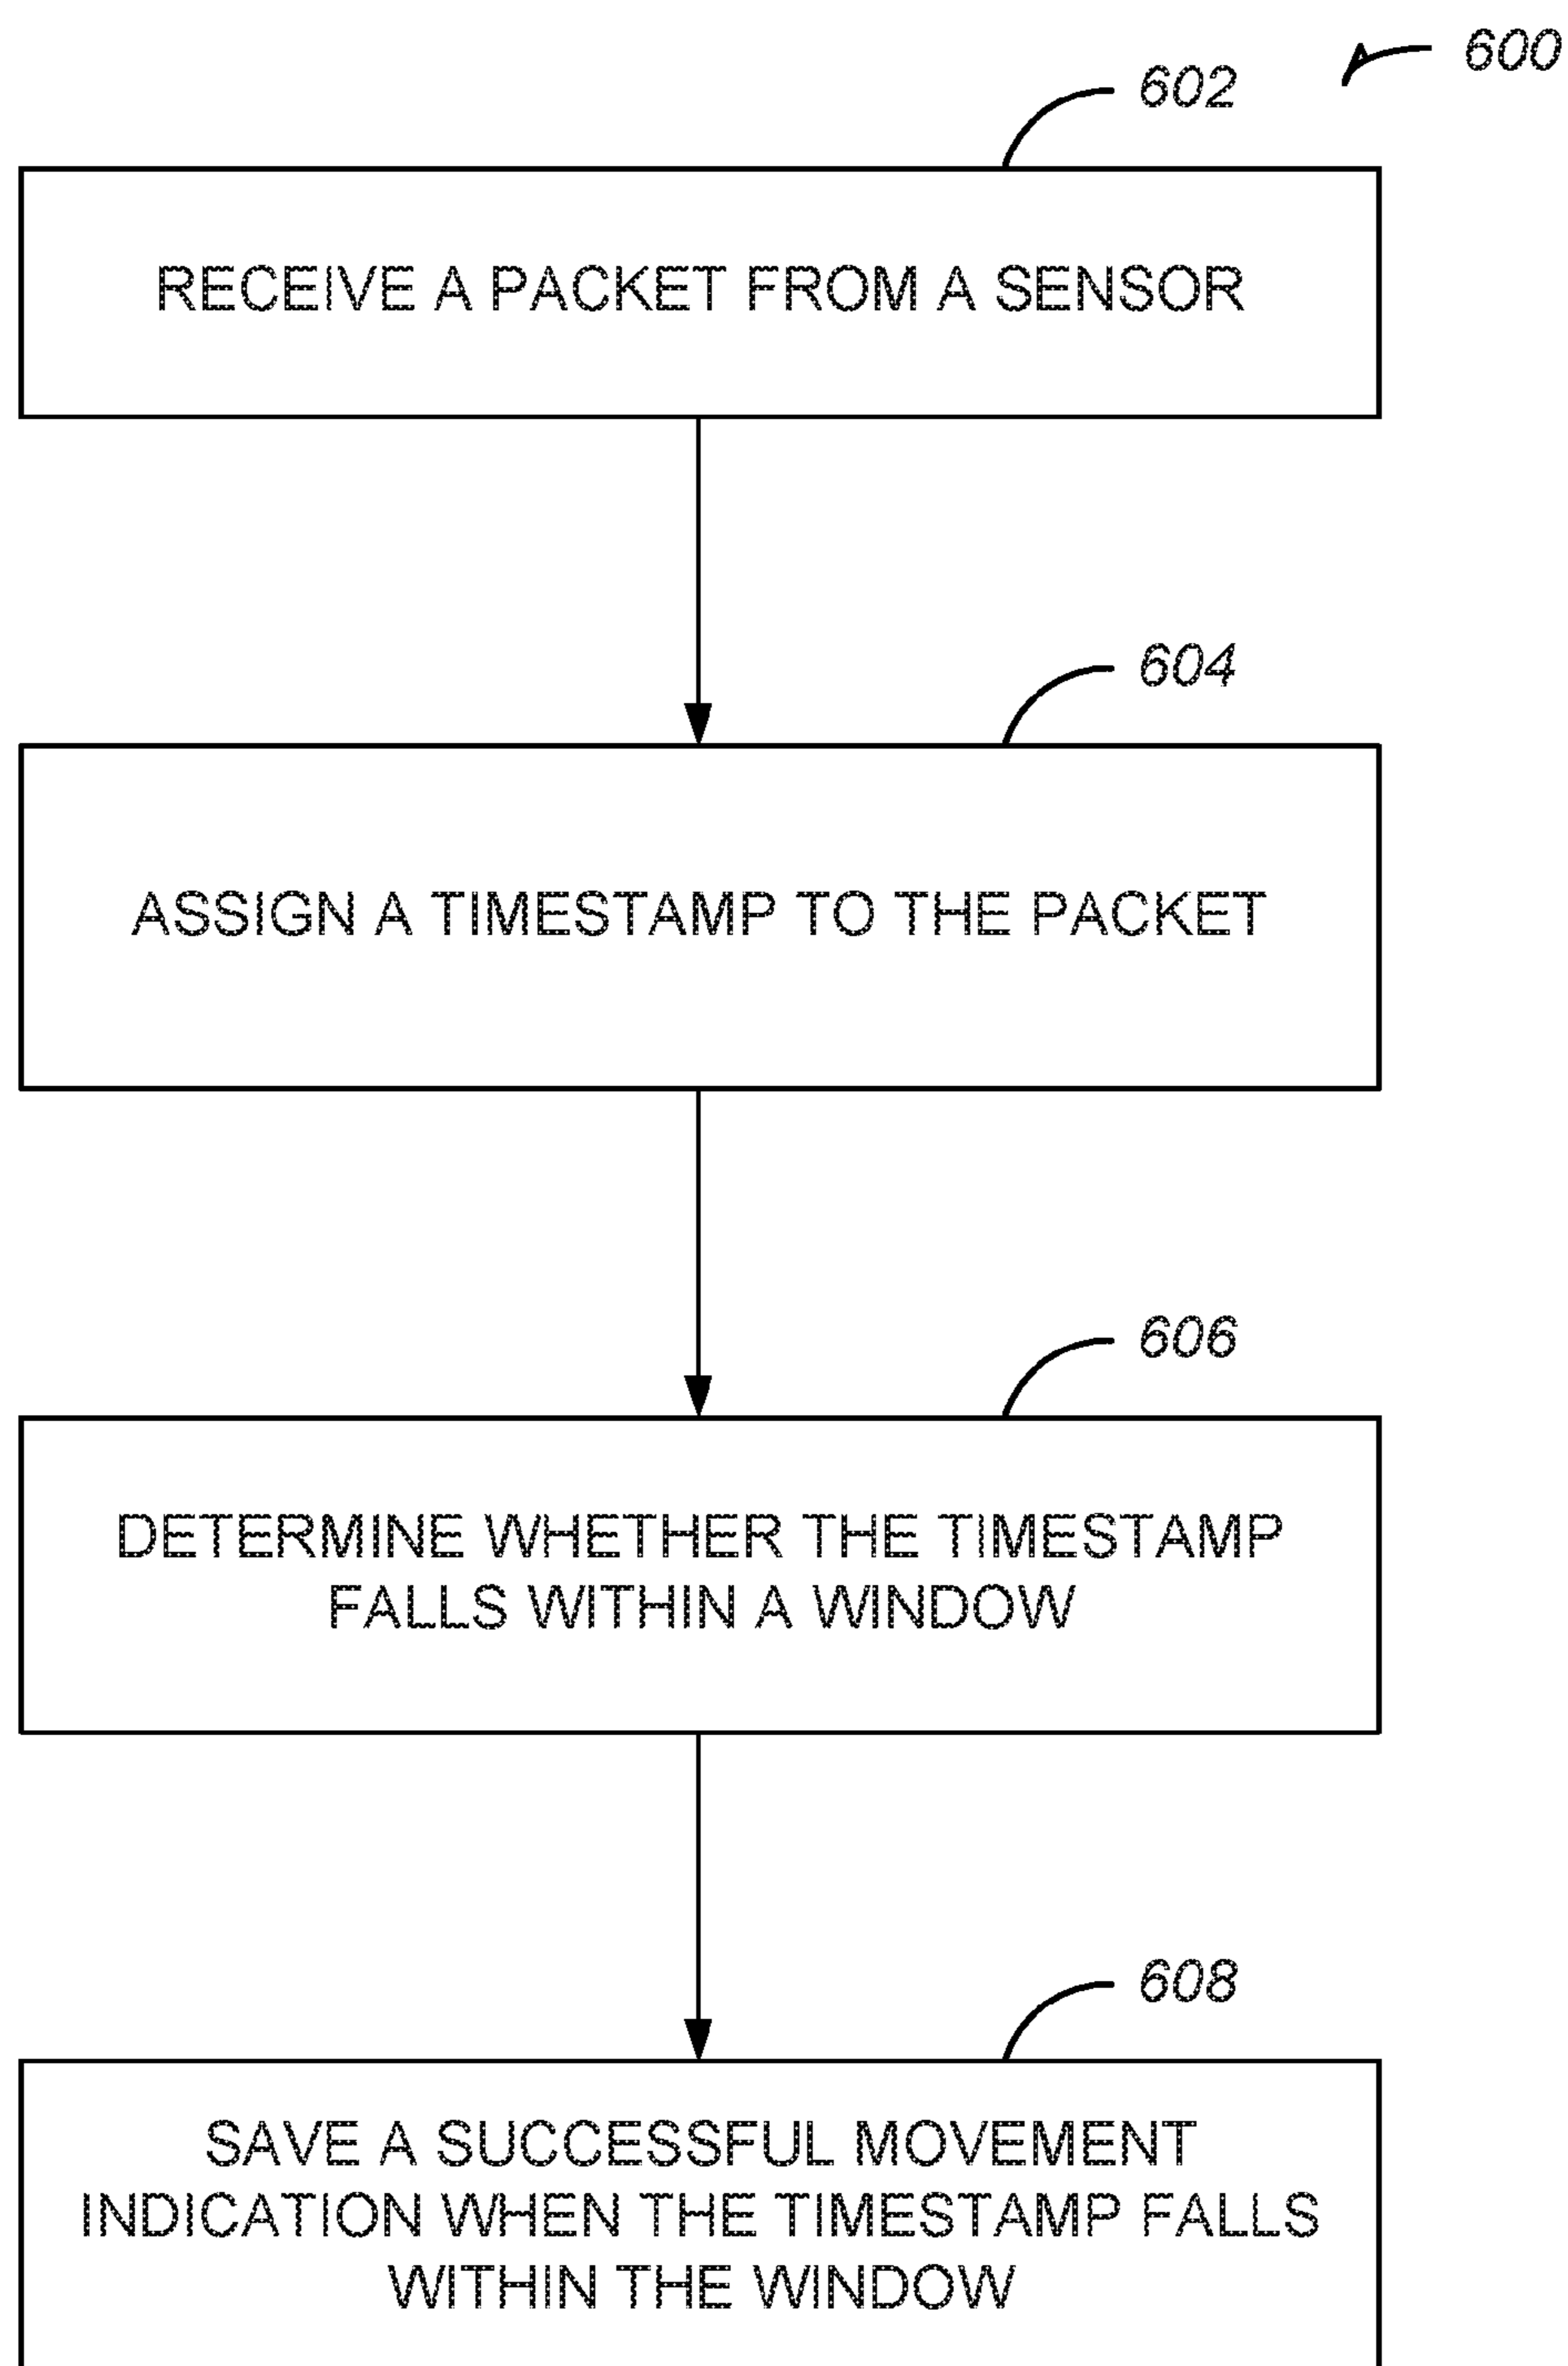 600
602
RECEIVE A PACKET FROM A SENSOR
604
ASSIGN A TIMESTAMP TO THE PACKET
606
DETERMINE WHETHER THE TIMESTAMP
FALLS WITHIN A WINDOW
608
SAVE A SUCCESSFUL MOVEMENT
INDICATION WHEN THE TIMESTAMP FALLS
WITHIN THE WINDOW